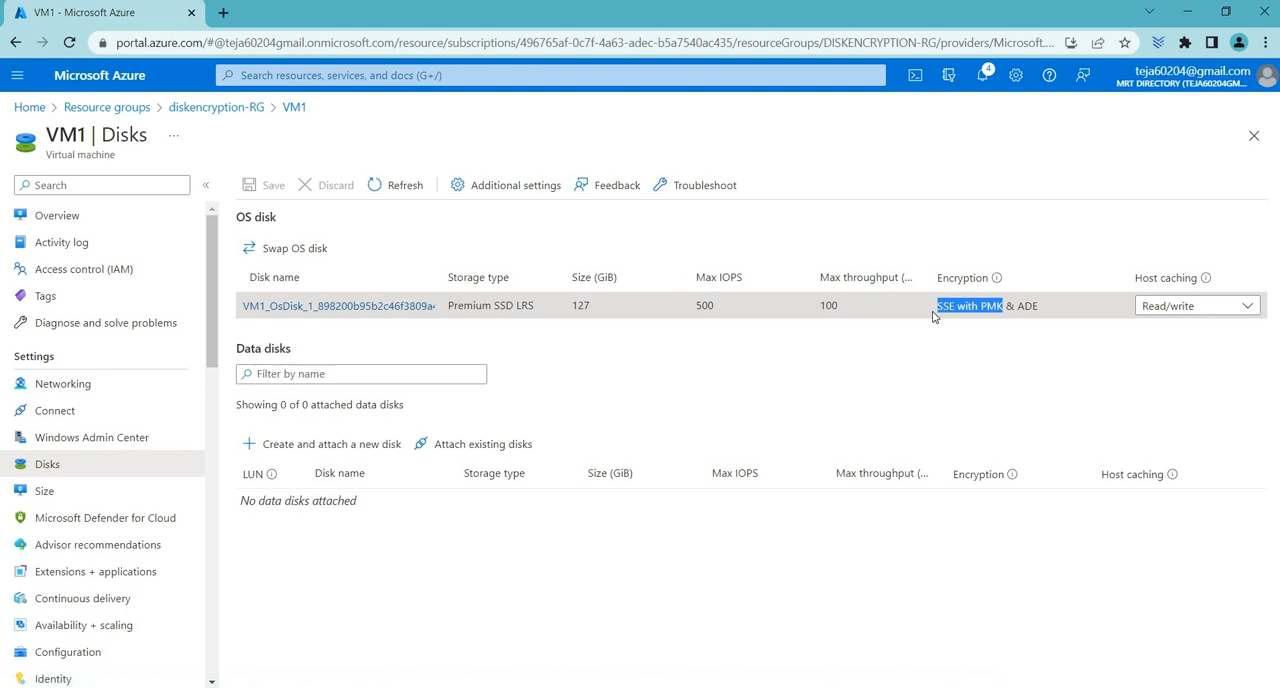 VM1 - Microsoft Azure
portal.azure.com/#@teja60204gmail.onmicrosoft.com/resource/subscriptions/496765af-0c7f-4a63-adec-b5a7540ac435/resourceGroups/DISKENCRYPTION-RG/providers/Microsoft....
Microsoft Azure
Search resources, services, and docs (G+/)
4
teja60204@gmail.com
MRT DIRECTORY (TEJA60204GM...
Home > Resource groups > diskencryption-RG > VM1
VM1 | Disks ...
Virtual machine
Search
«
Save
Discard
Refresh
Additional settings
Feedback
Troubleshoot
Overview
Activity log
Access control (IAM)
Tags
Diagnose and solve problems
Settings
Networking
Connect
Windows Admin Center
Disks
Size
Microsoft Defender for Cloud
Advisor recommendations
Extensions + applications
Continuous delivery
Availability + scaling
Configuration
Identity
OS disk
Swap OS disk
Disk name Storage type Size (GiB) Max IOPS Max throughput (... Encryption Host caching
VM1_OsDisk_1_898200b95b2c46f3809a4 Premium SSD LRS 127 500 100 SSE with PMK & ADE Read/write
Data disks
Filter by name
Showing 0 of 0 attached data disks
Create and attach a new disk Attach existing disks
LUN Disk name Storage type Size (GiB) Max IOPS Max throughput (... Encryption Host caching
No data disks attached